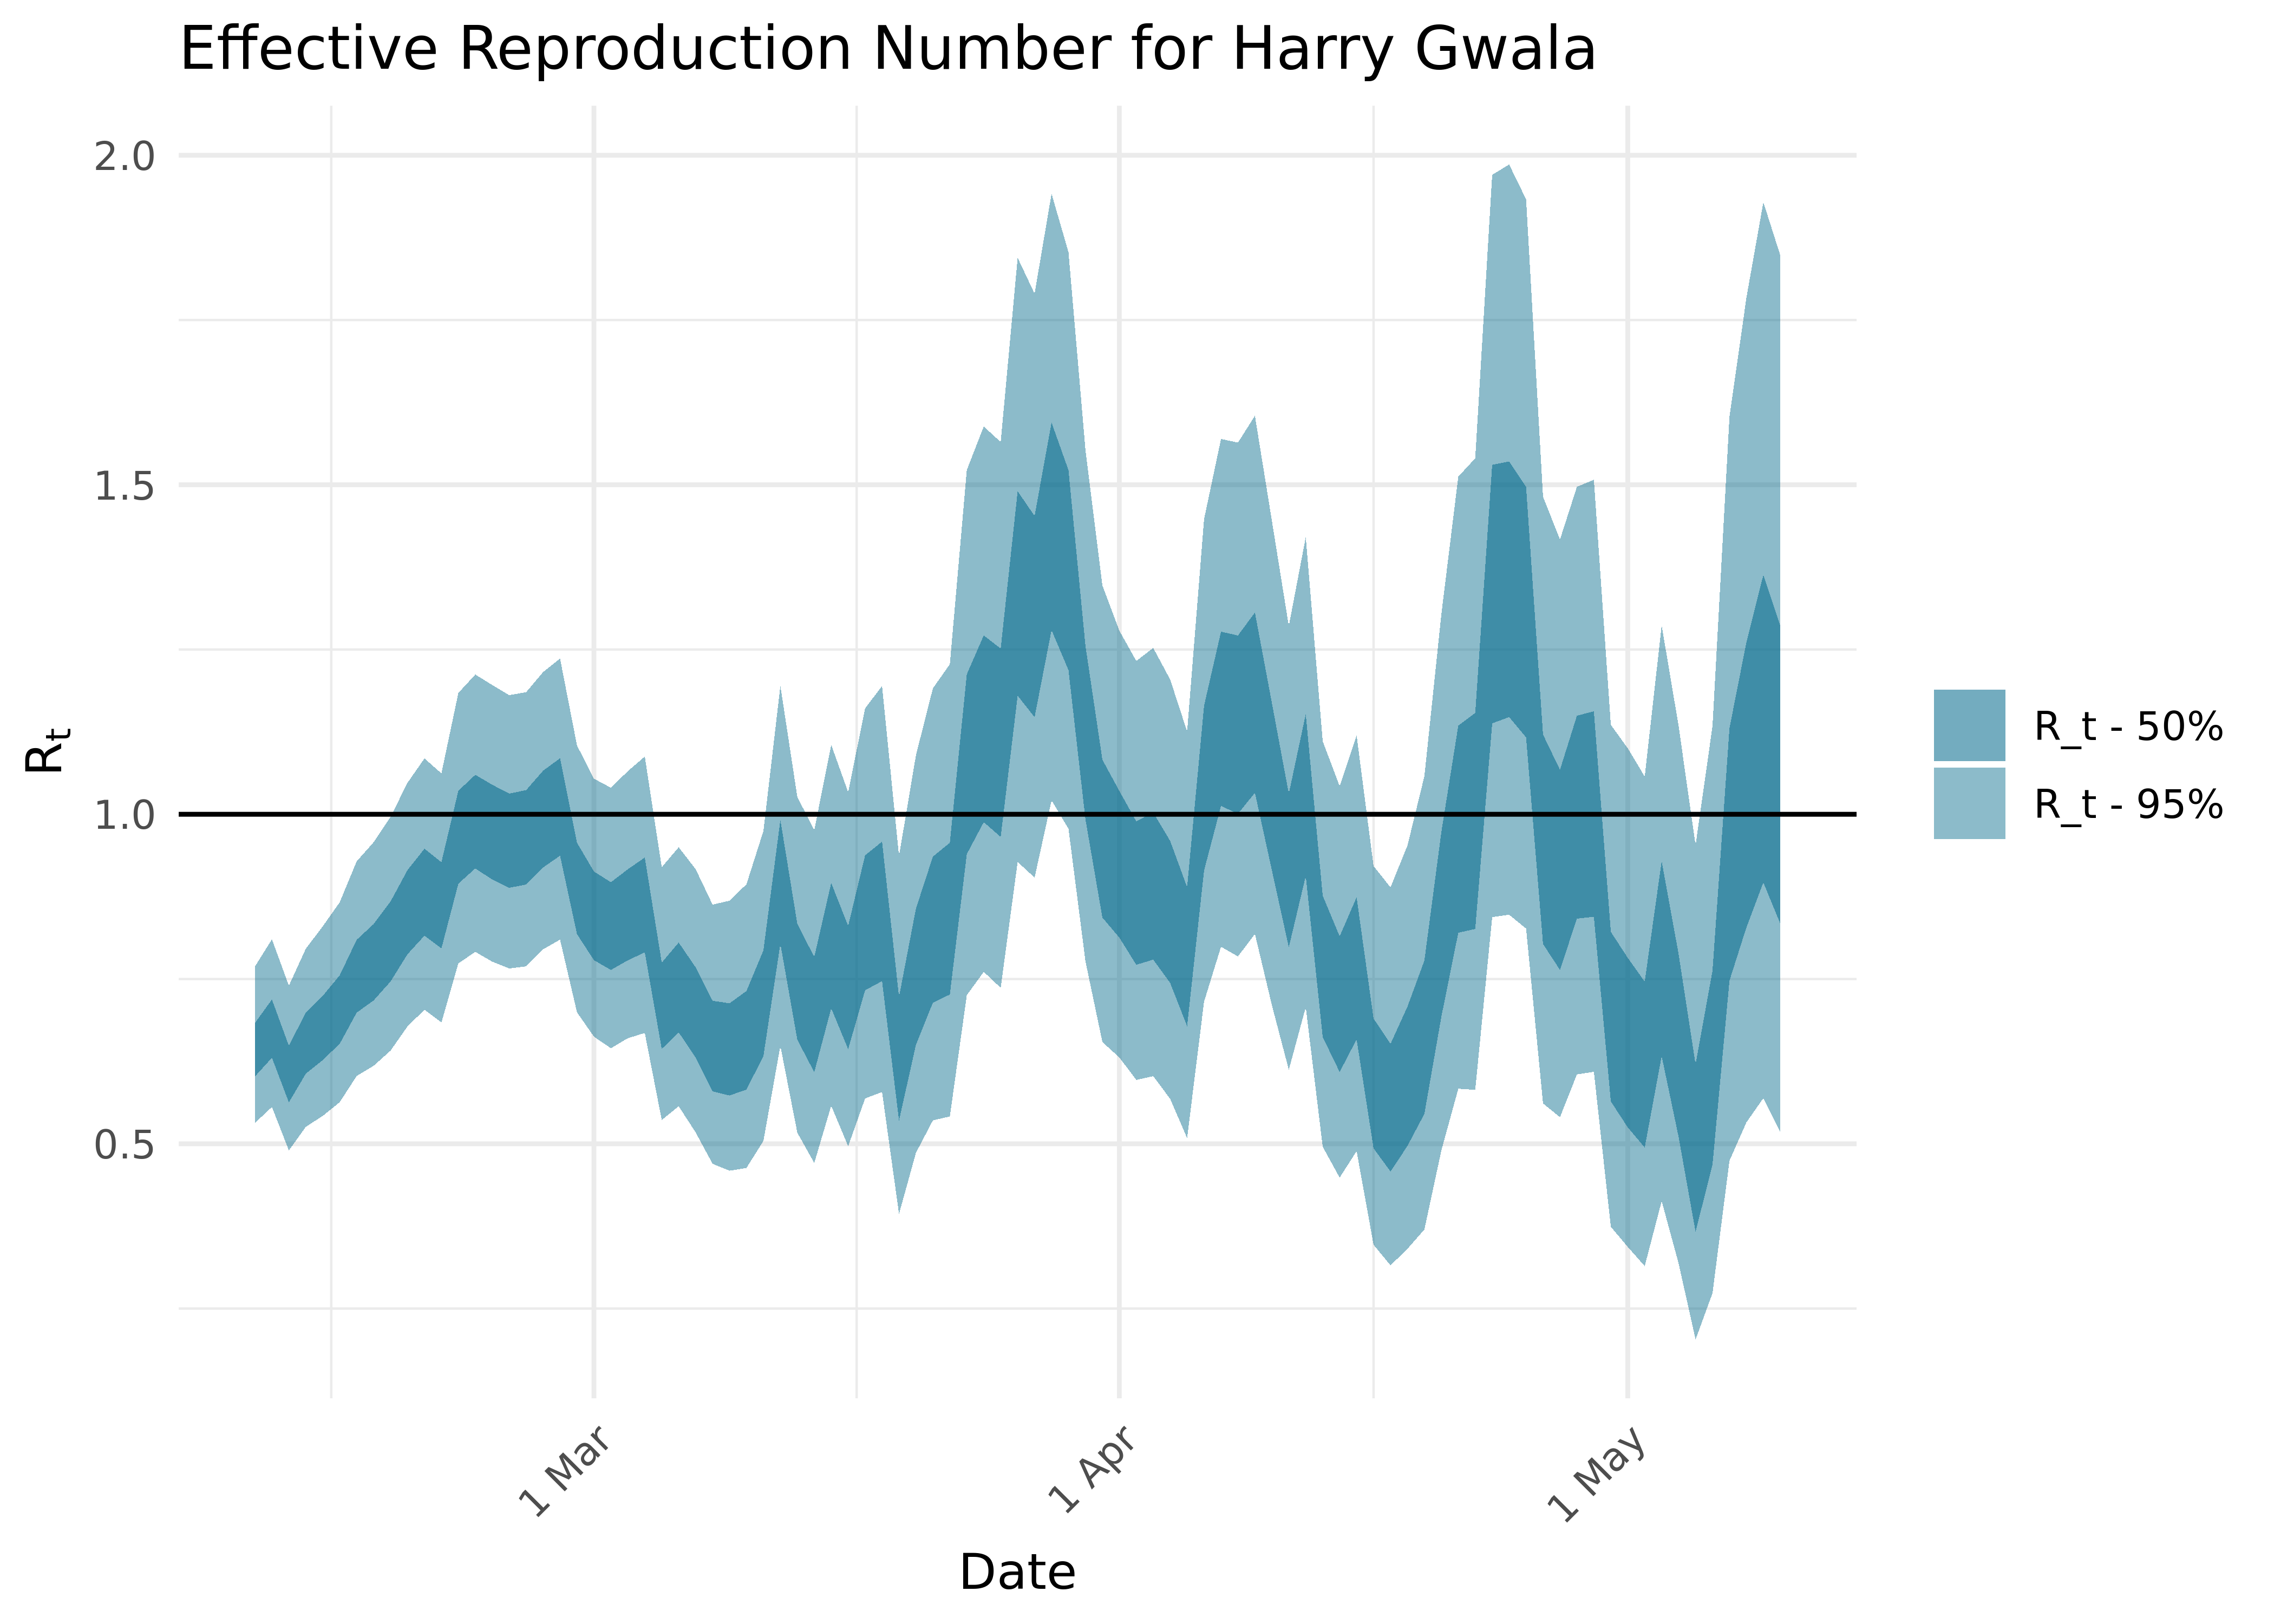 Effective Reproduction Number for Harry Gwala
2.0
1.5
1.0
0.5
R_t
1 Mar
1 Apr
1 May
Date
R_t - 50%
R_t - 95%